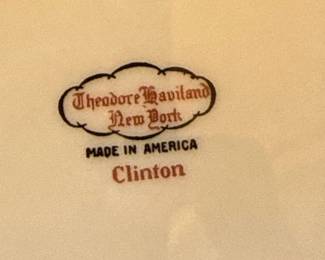 Theodore Haviland
New York
MADE IN AMERICA
Clinton